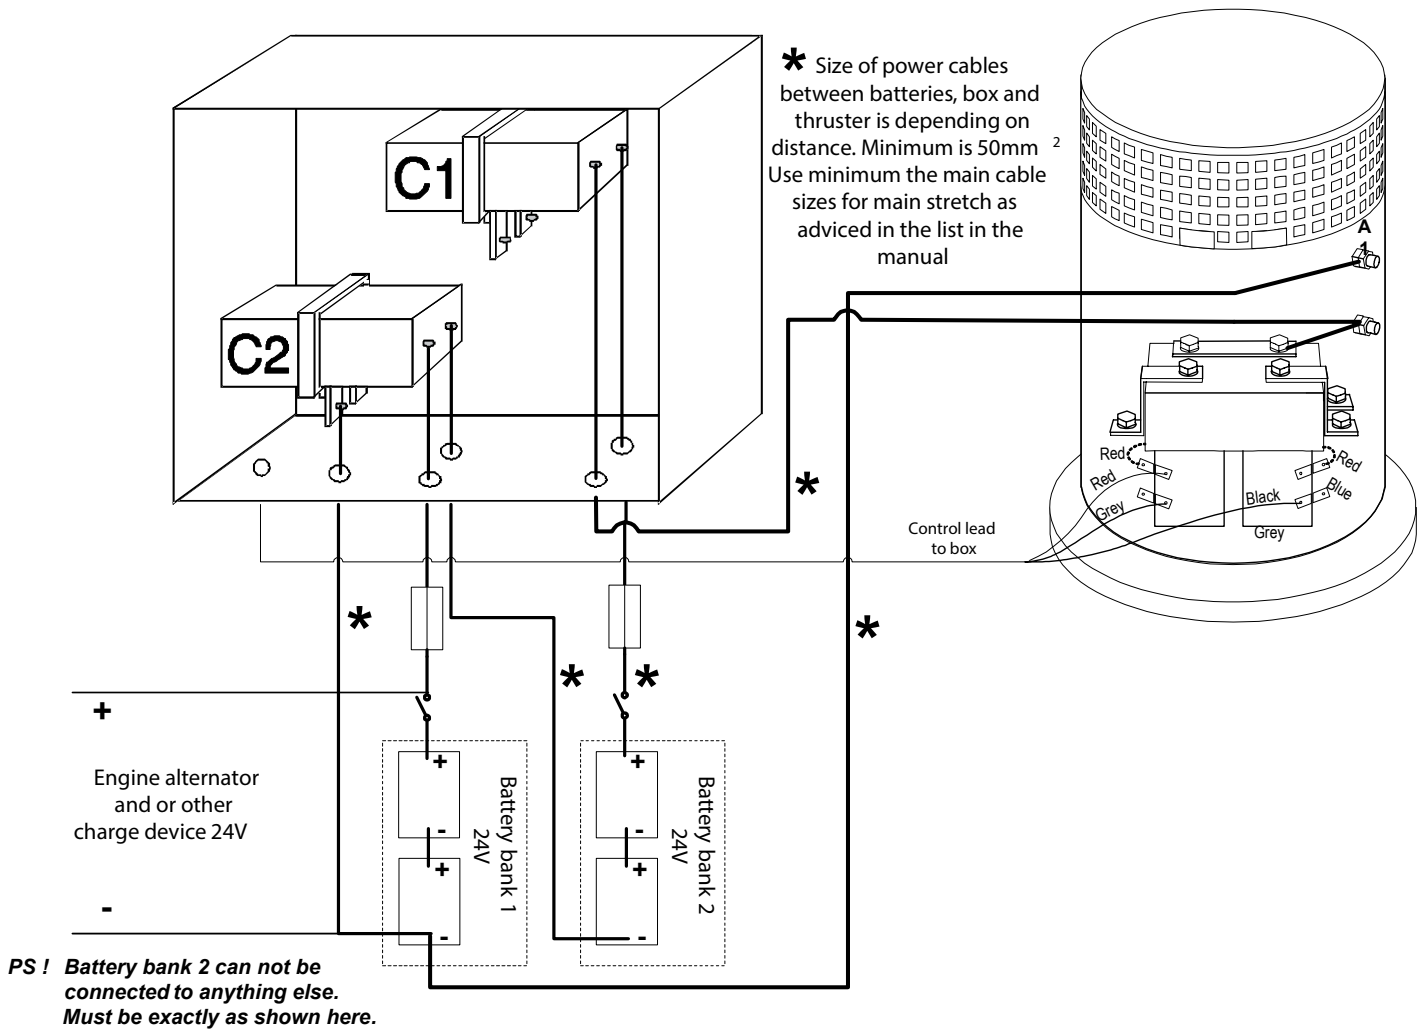 C1
C2
* Size of power cables
between batteries, box and
thruster is depending on
distance. Minimum is 50mm 2
Use minimum the main cable
sizes for main stretch as
adviced in the list in the
manual
A
1
Red
Red
Grey
Red
Blue
Black
Grey
Control lead
to box
*
*
*
*
*
+
Engine alternator
and or other
charge device 24V
-
+
-
+
-
Battery bank 1
24V
+
-
+
-
Battery bank 2
24V
PS ! Battery bank 2 can not be
connected to anything else.
Must be exactly as shown here.